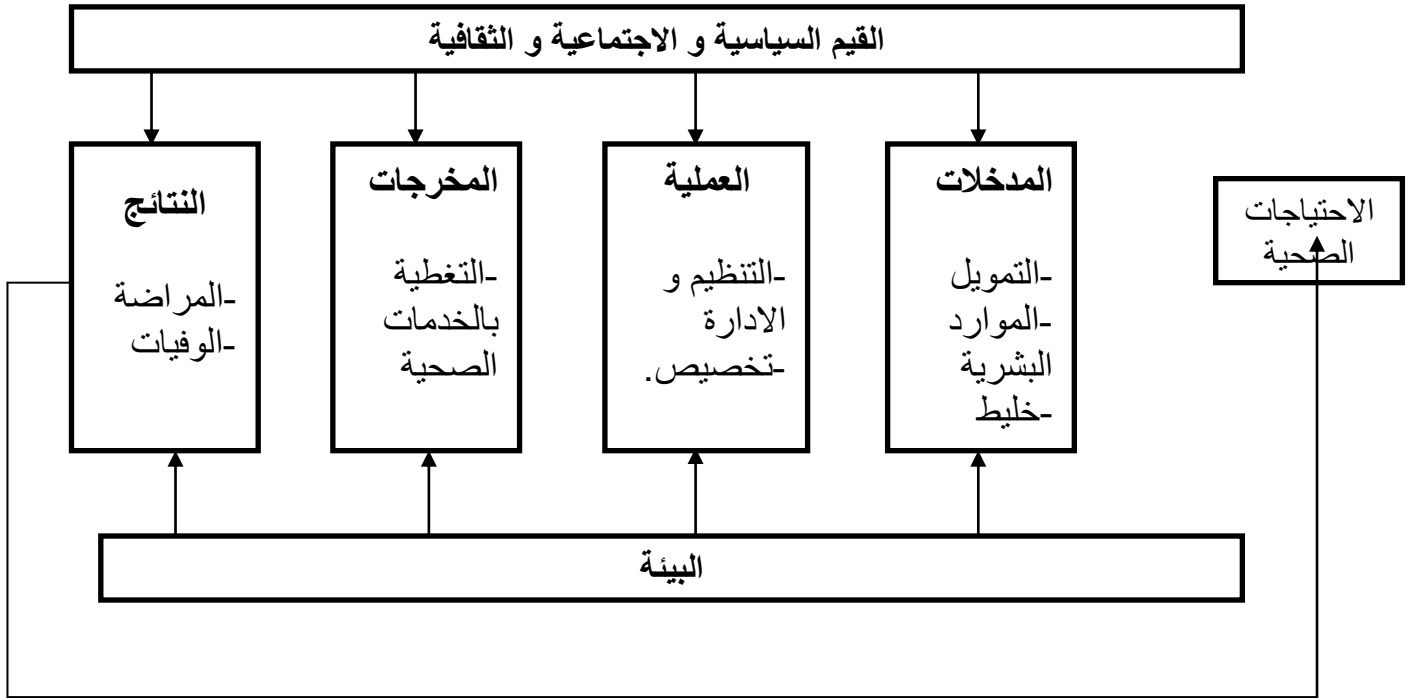 القيم السياسية و الاجتماعية و الثقافية
الاحتياجات
الصحية
المدخلات
-التمويل
-الموارد
البشرية
-خليط
العملية
-التنظيم و
الادارة
-تخصيص.
المخرجات
-التغطية
بالخدمات
الصحية
النتائج
-المراضة
-الوفيات
البيئة